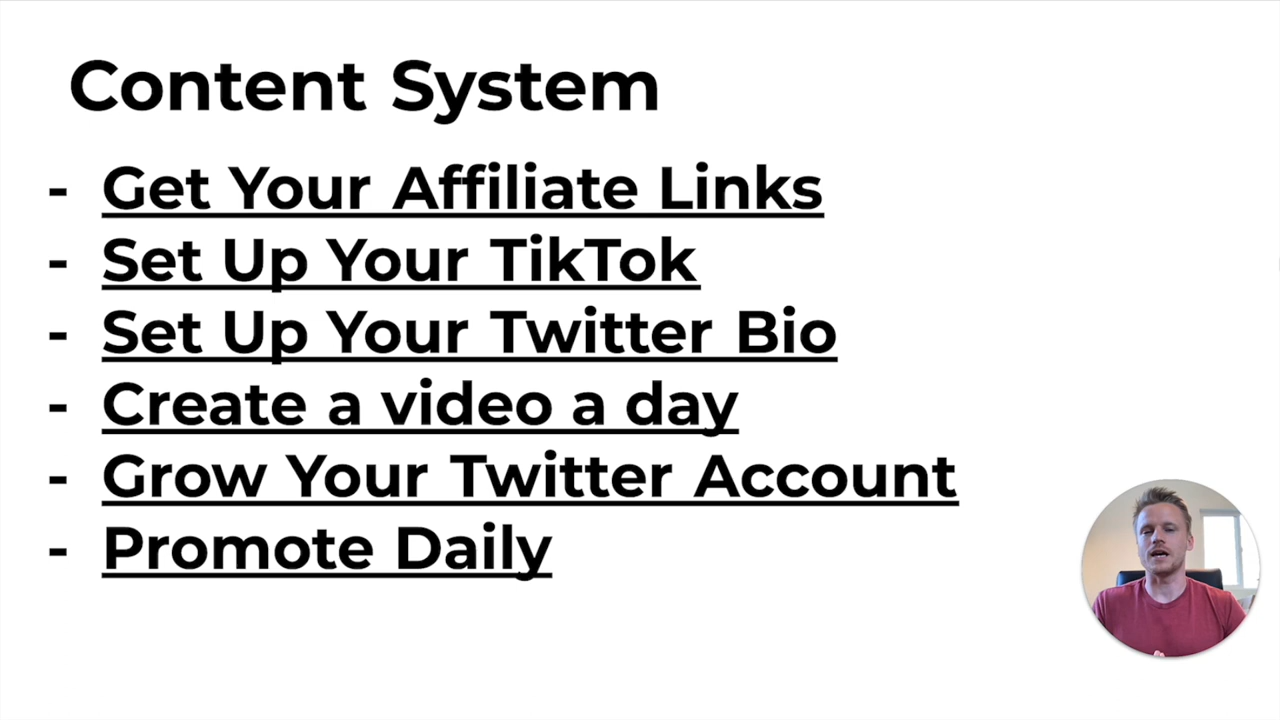 Content System
- Get Your Affiliate Links
- Set Up Your TikTok
- Set Up Your Twitter Bio
- Create a video a day
- Grow Your Twitter Account
- Promote Daily